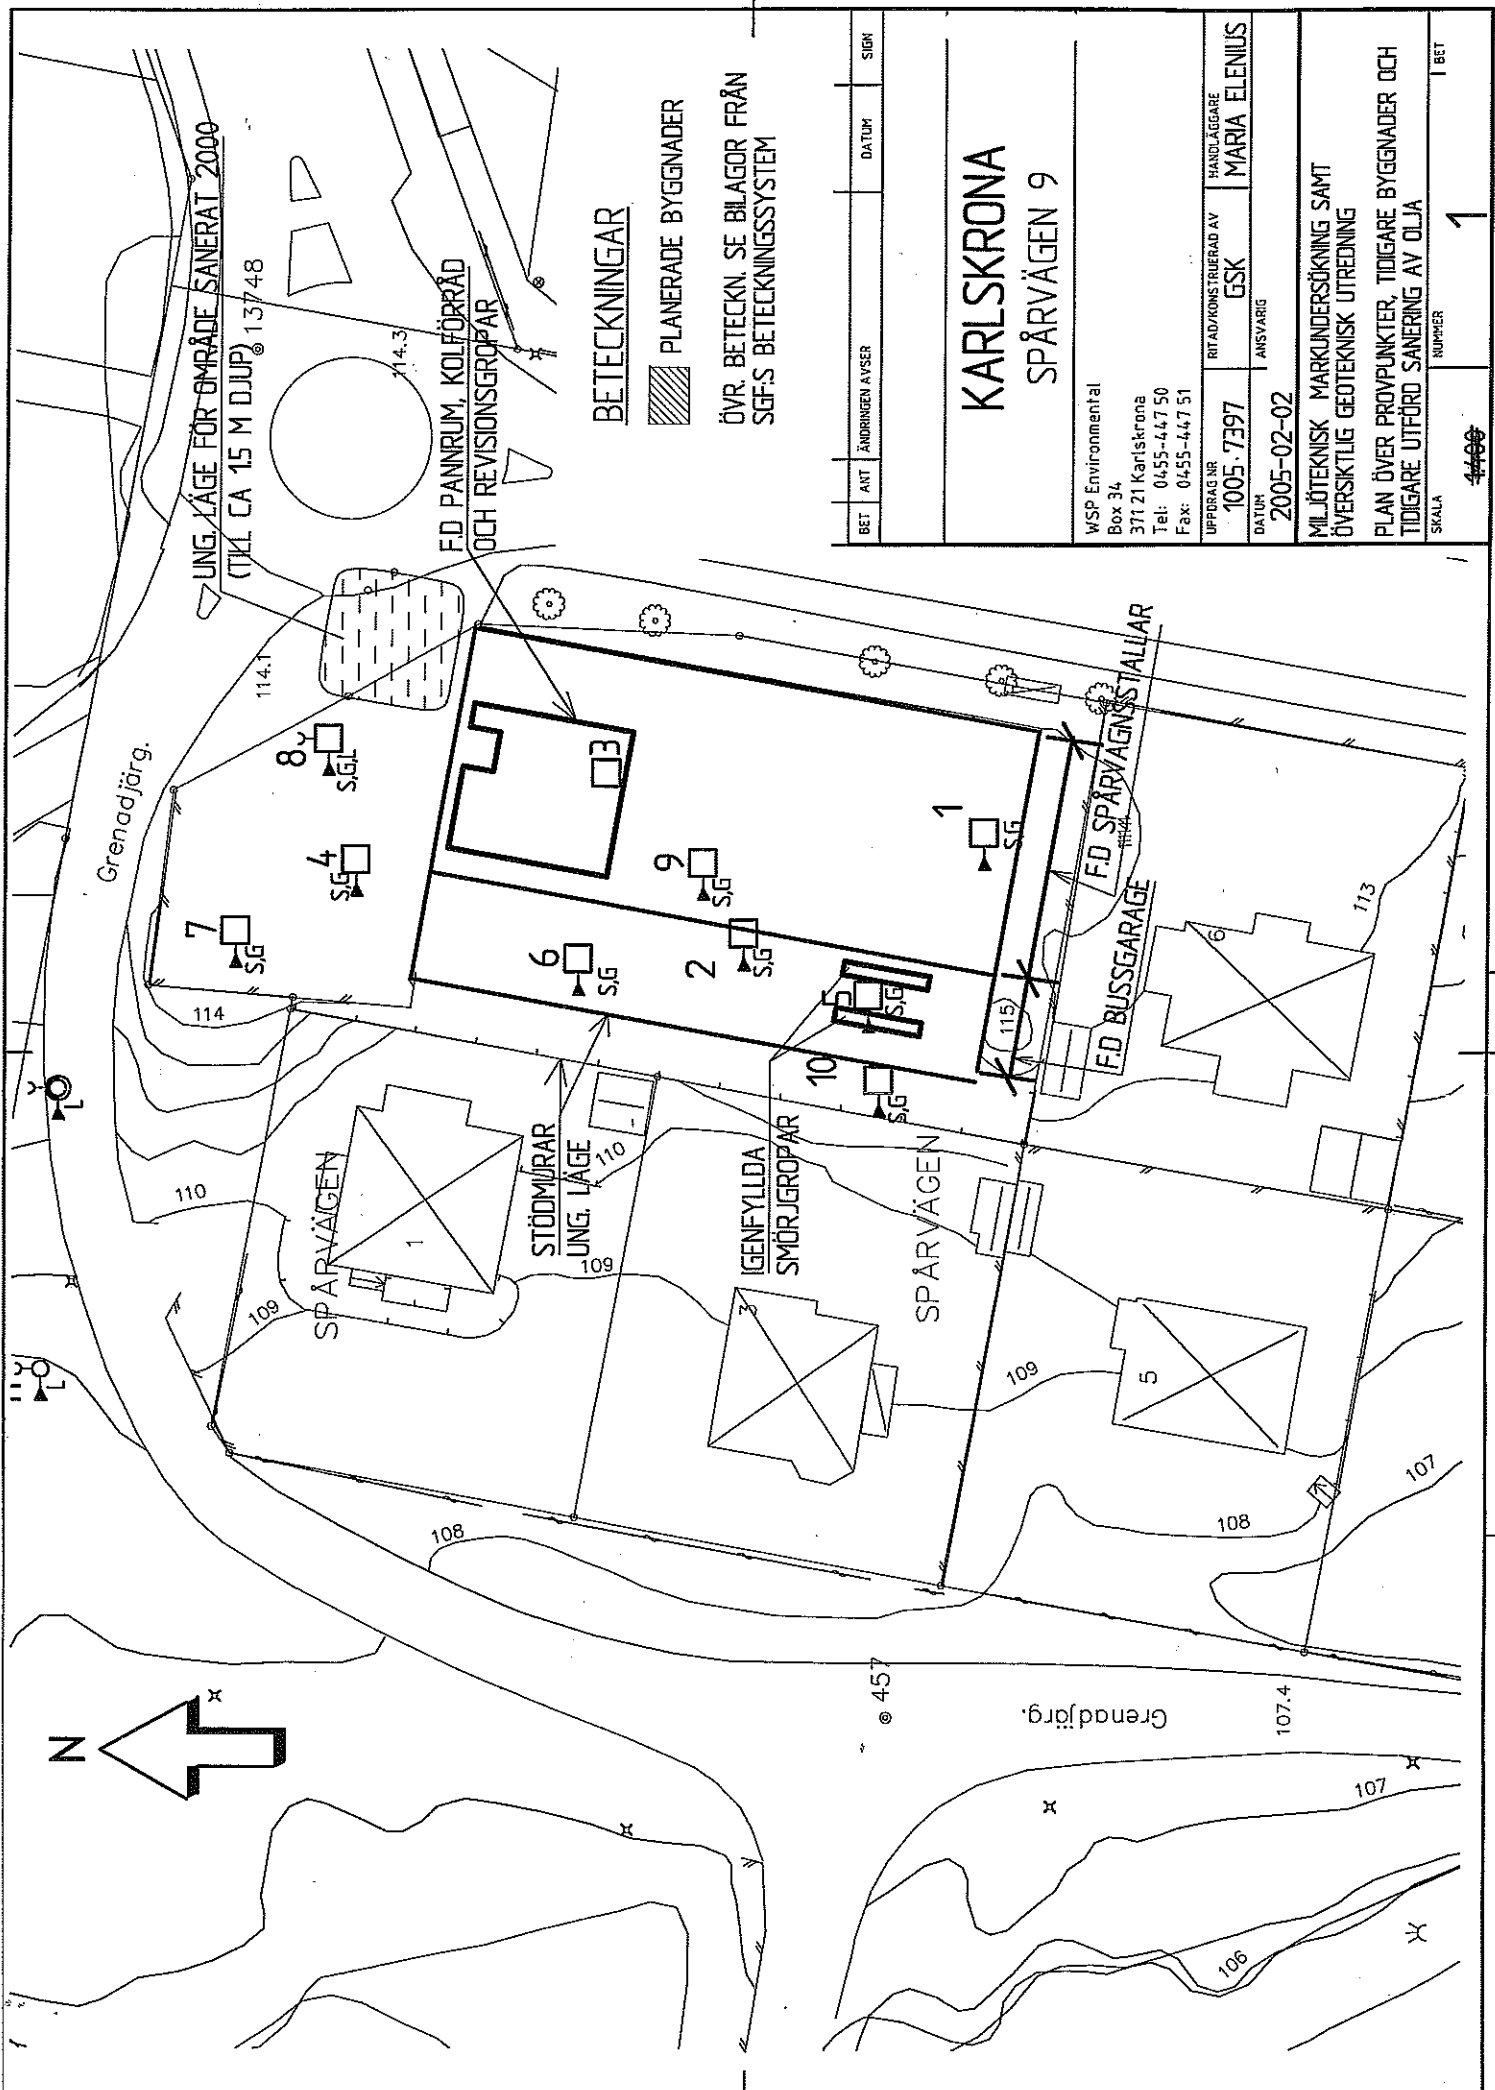 N
Grenadjärg.
Grenadjärg.
UNG. LÄGE FÖR OMRÅDE SANERAT 2000
(TILL CA 1.5 M DJUP)
13748
114.3
114.1
F.D PANNRUM, KOLFÖRRÅD
OCH REVISIONSGROPAR
8
S,G,L
4
S,G
7
S,G
3
9
S,G
6
S,G
2
S,G
1
S,G
5
S,G
10
S,G
L
L
114
115
113
110
110
109
109
109
108
108
107
107
107.4
106
457
SPÅRVÄGEN
SPÅRVÄGEN
1
3
5
6
STÖDMURAR
UNG. LÄGE
IGENFYLLDA
SMÖRJGROPAR
F.D SPÅRVAGNSSTALLAR
F.D BUSSGARAGE
BETECKNINGAR
PLANERADE BYGGNADER
ÖVR. BETECKN. SE BILAGOR FRÅN
SGF:S BETECKNINGSSYSTEM
BET ANT ÄNDRINGEN AVSER DATUM SIGN
KARLSKRONA
SPÅRVÄGEN 9
WSP Environmental
Box 34
371 21 Karlskrona
Tel: 0455-447 50
Fax: 0455-447 51
UPPDRAG NR RITAD/KONSTRUERAD AV HANDLÄGGARE
1005 7397 GSK MARIA ELENIUS
DATUM ANSVARIG
2005-02-02
MILJÖTEKNISK MARKUNDERSÖKNING SAMT
ÖVERSIKTLIG GEOTEKNISK UTREDNING
PLAN ÖVER PROVPUNKTER, TIDIGARE BYGGNADER OCH
TIDIGARE UTFÖRD SANERING AV OLJA
SKALA NUMMER BET
1